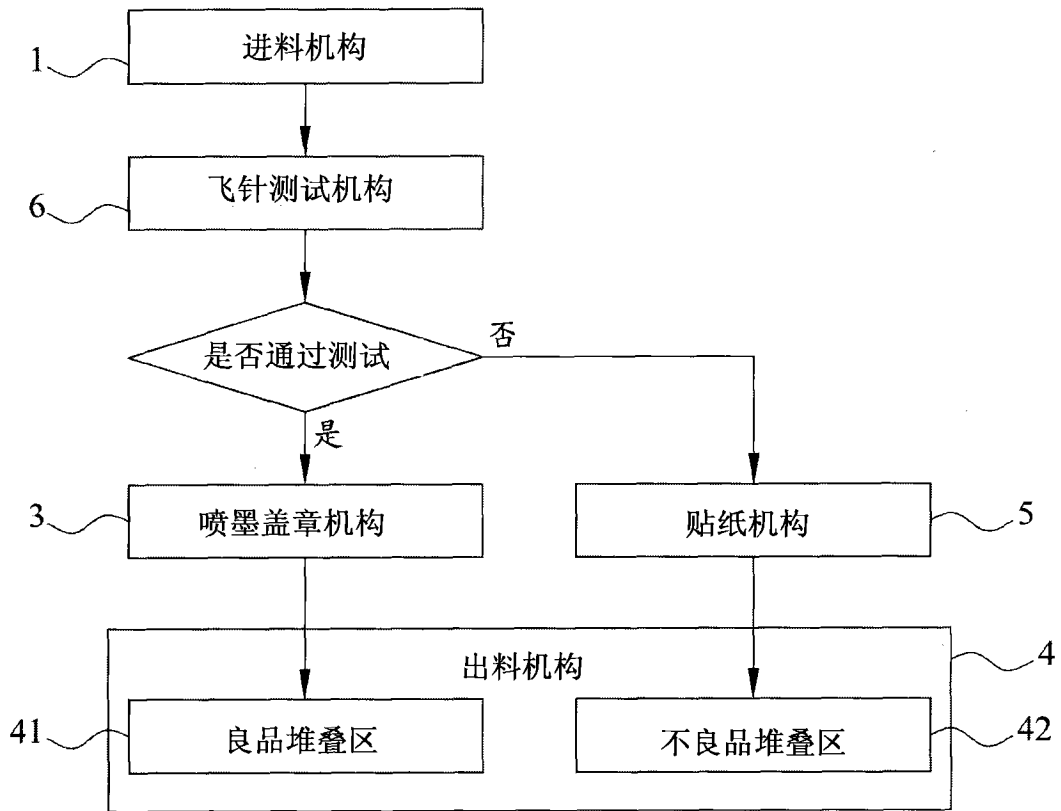 进料机构
1
飞针测试机构
6
是否通过测试
否
是
3
喷墨盖章机构
贴纸机构
5
出料机构
4
41
良品堆叠区
不良品堆叠区
42